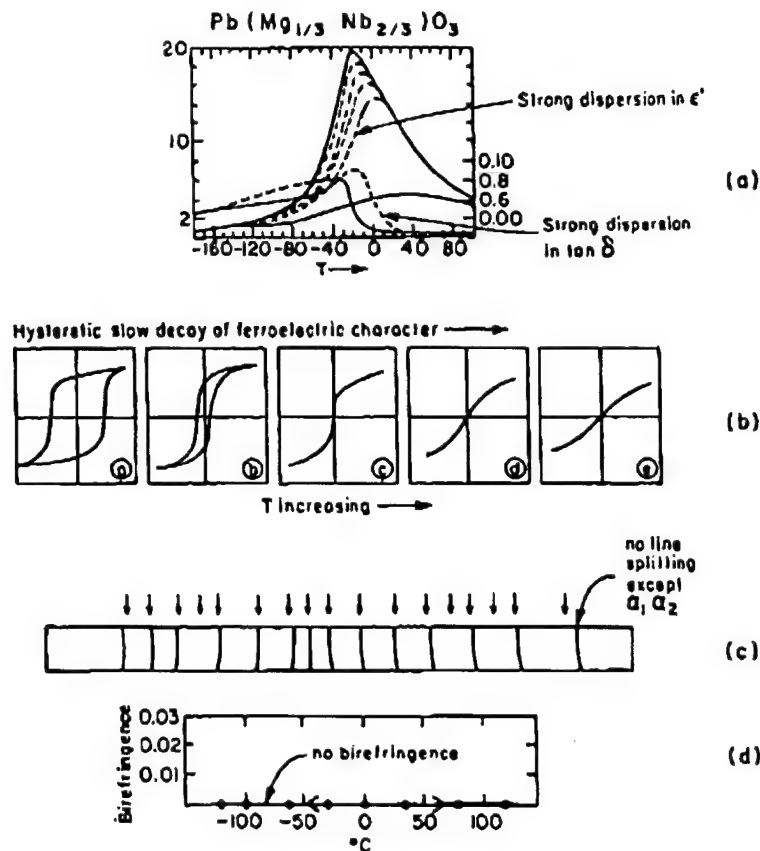 Pb(Mg1/3 Nb2/3)O3
20
10
2
Strong dispersion in ε'
0.10
0.8
0.6
0.00
(a)
Strong dispersion
in tan δ
-180 -120 -80 -40 0 40 80
T
Hysteratic slow decay of ferroelectric character
(b)
a b c d e
T Increasing
no line
splitting
except
α1 α2
(c)
Birefringence
0.03
0.02
0.01
no birefringence
(d)
-100 -50 0 50 100
°C